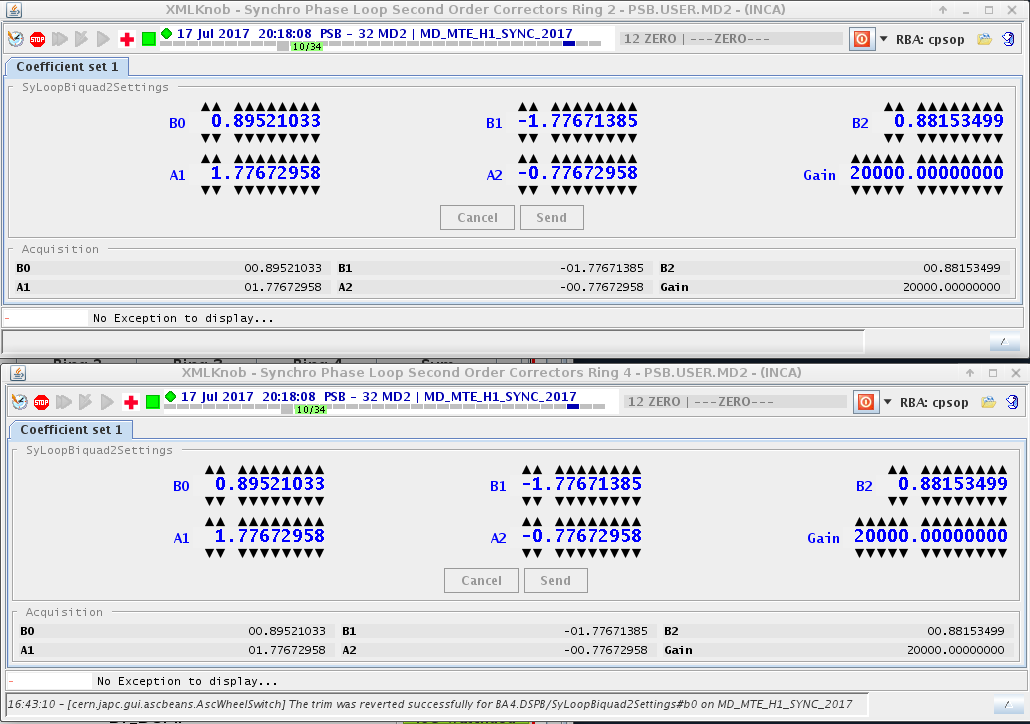 XMLKnob - Synchro Phase Loop Second Order Correctors Ring 2 - PSB.USER.MD2 - (INCA)
STOP 17 Jul 2017 20:18:08 PSB - 32 MD2 | MD_MTE_H1_SYNC_2017 12 ZERO | ---ZERO--- RBA: cpsop
10/34
Coefficient set 1
SyLoopBiquad2Settings
B0 0.89521033 B1 -1.77671385 B2 0.88153499
A1 1.77672958 A2 -0.77672958 Gain 20000.00000000
Cancel Send
Acquisition
B0 00.89521033 B1 -01.77671385 B2 00.88153499
A1 01.77672958 A2 -00.77672958 Gain 20000.00000000
- No Exception to display...
XMLKnob - Synchro Phase Loop Second Order Correctors Ring 4 - PSB.USER.MD2 - (INCA)
STOP 17 Jul 2017 20:18:08 PSB - 32 MD2 | MD_MTE_H1_SYNC_2017 12 ZERO | ---ZERO--- RBA: cpsop
10/34
Coefficient set 1
SyLoopBiquad2Settings
B0 0.89521033 B1 -1.77671385 B2 0.88153499
A1 1.77672958 A2 -0.77672958 Gain 20000.00000000
Cancel Send
Acquisition
B0 00.89521033 B1 -01.77671385 B2 00.88153499
A1 01.77672958 A2 -00.77672958 Gain 20000.00000000
- No Exception to display...
16:43:10 - [cern.japc.gui.ascbeans.AscWheelSwitch] The trim was reverted successfully for BA4.DSPB/SyLoopBiquad2Settings#b0 on MD_MTE_H1_SYNC_2017